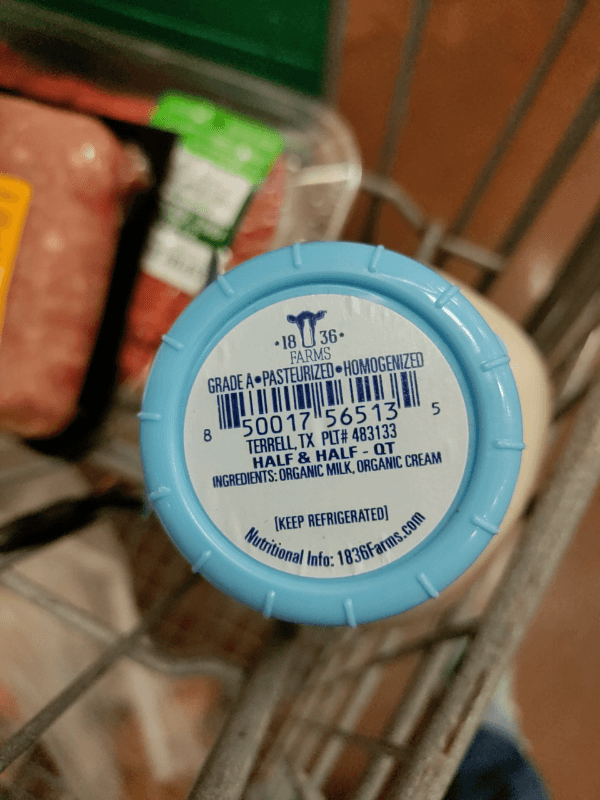 •18 36•
FARMS
GRADE A•PASTEURIZED•HOMOGENIZED
8 50017 56513 5
TERRELL, TX PLT# 483133
HALF & HALF - QT
INGREDIENTS: ORGANIC MILK, ORGANIC CREAM
[KEEP REFRIGERATED]
Nutritional Info: 1836Farms.com